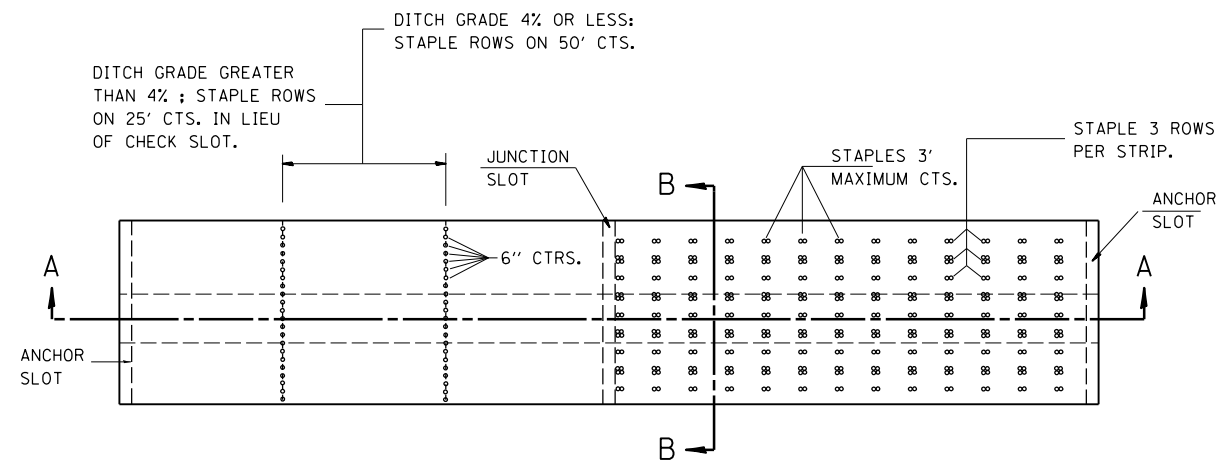 DITCH GRADE 4% OR LESS:
STAPLE ROWS ON 50' CTS.
DITCH GRADE GREATER
THAN 4% ; STAPLE ROWS
ON 25' CTS. IN LIEU
OF CHECK SLOT.
JUNCTION
SLOT
STAPLES 3'
MAXIMUM CTS.
STAPLE 3 ROWS
PER STRIP.
ANCHOR
SLOT
B
6'' CTRS.
A
A
ANCHOR
SLOT
B